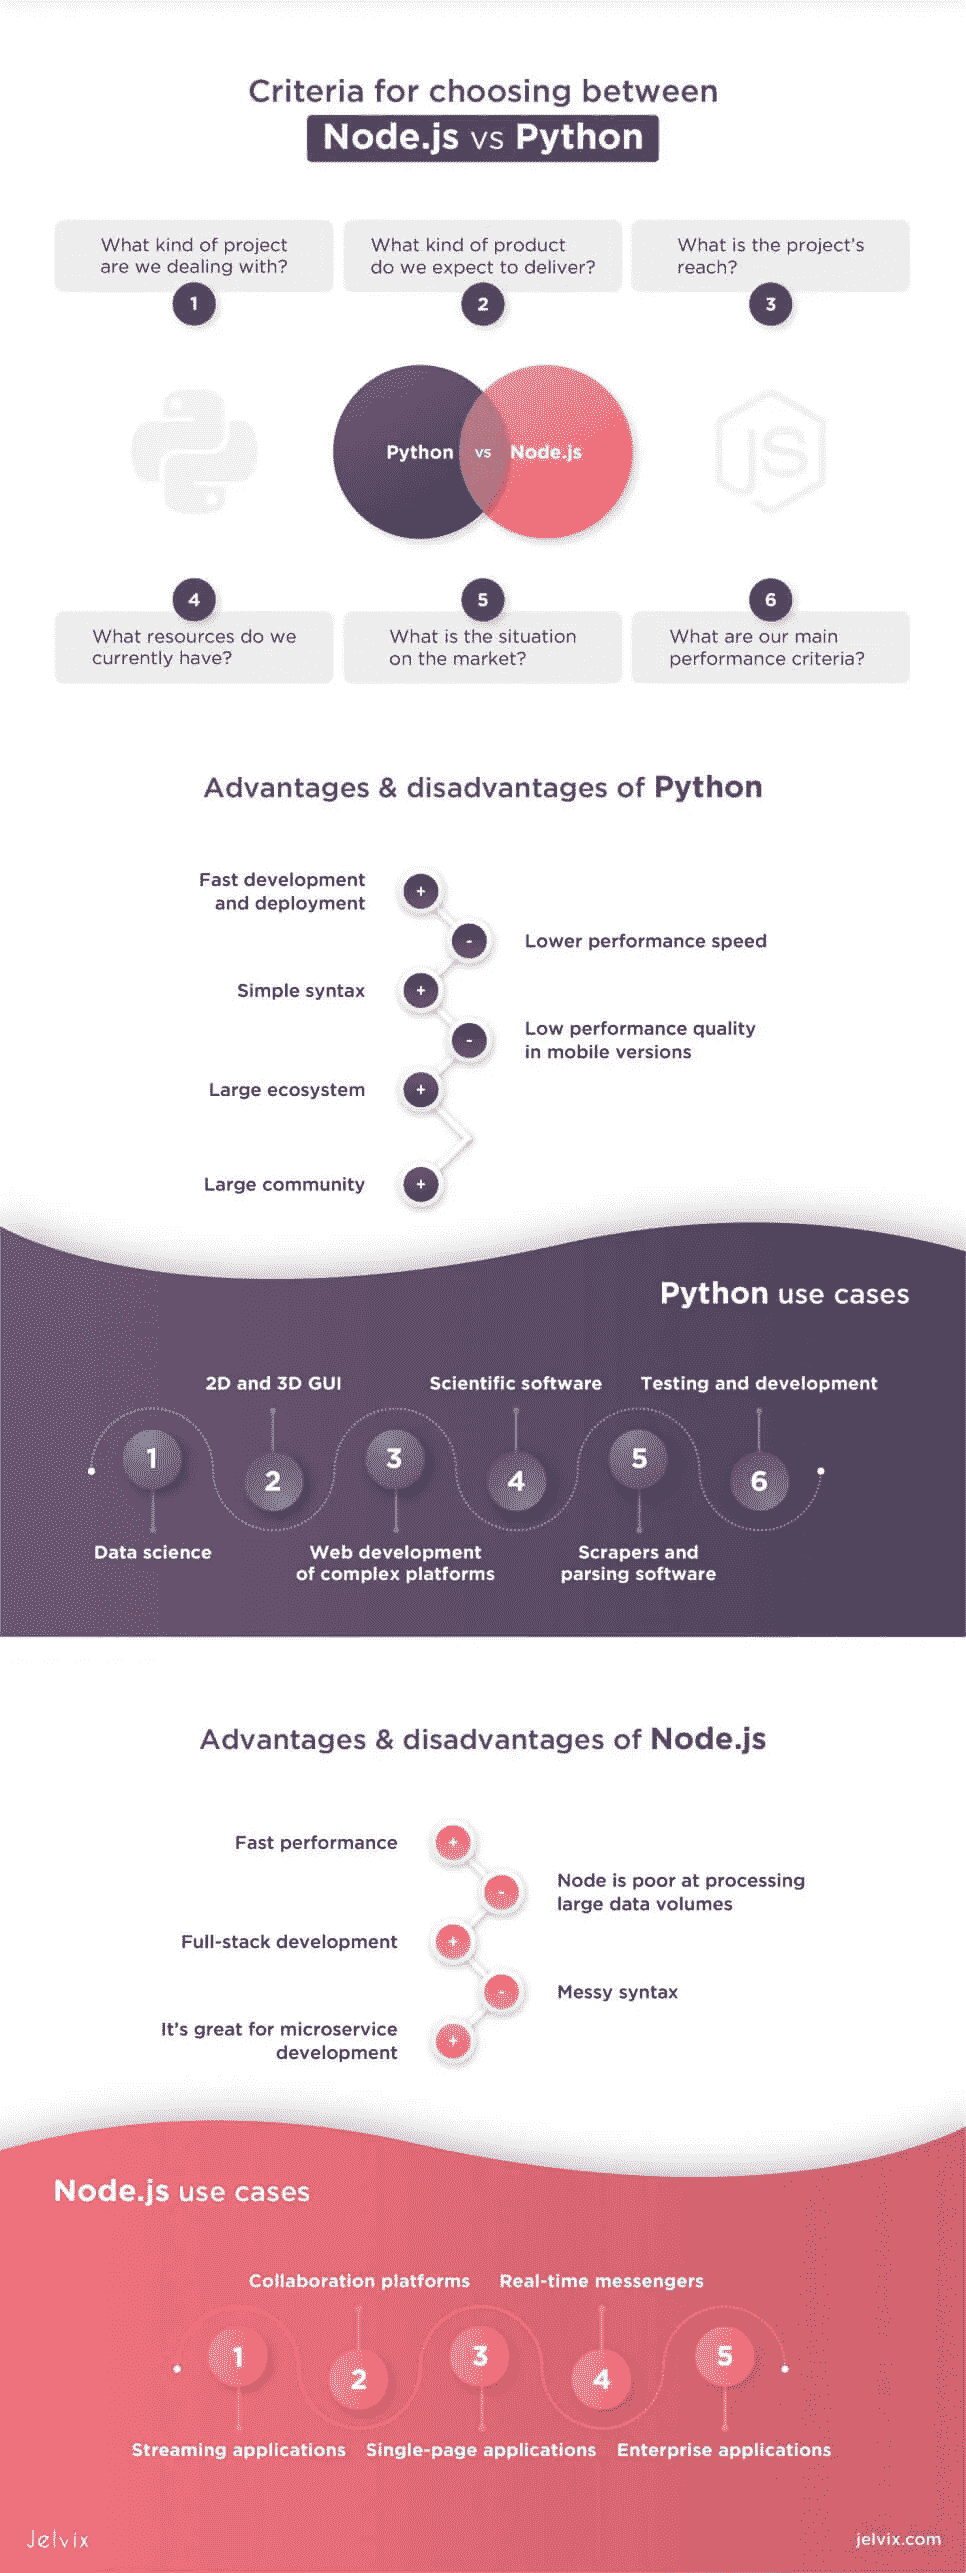 Criteria for choosing between
Node.js vs Python
What kind of project
are we dealing with?
1
What kind of product
do we expect to deliver?
2
What is the project's
reach?
3
Python vs Node.js
JS
4
What resources do we
currently have?
5
What is the situation
on the market?
6
What are our main
performance criteria?
Advantages & disadvantages of Python
Fast development
and deployment
+
-
Lower performance speed
Simple syntax
+
-
Low performance quality
in mobile versions
Large ecosystem
+
Large community
+
Python use cases
2D and 3D GUI
Scientific software
Testing and development
1
2
3
4
5
6
Data science
Web development
of complex platforms
Scrapers and
parsing software
Advantages & disadvantages of Node.js
Fast performance
+
-
Node is poor at processing
large data volumes
Full-stack development
+
-
Messy syntax
It's great for microservice
development
+
Node.js use cases
Collaboration platforms
Real-time messengers
1
2
3
4
5
Streaming applications
Single-page applications
Enterprise applications
Jelvix
jelvix.com